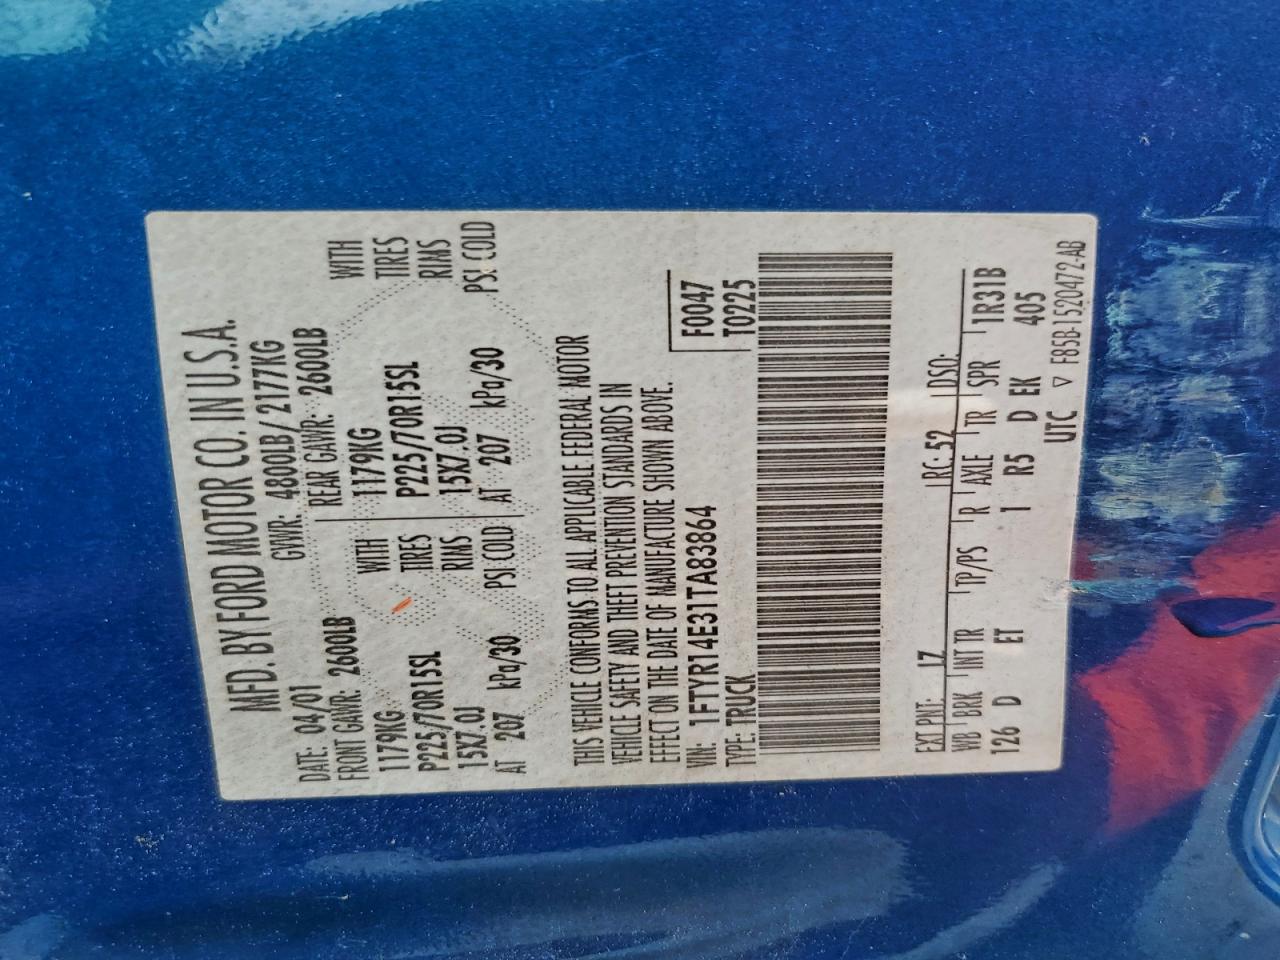 MFD. BY FORD MOTOR CO. IN U.S.A.
DATE: 04/01 GVWR: 4800LB/ 2177KG
FRONT GAWR: 2600LB REAR GAWR: 2600LB
1179KG WITH 1179KG WITH
P225/70R15SL TIRES P225/70R15SL TIRES
15X7.0J RIMS 15X7.0J RIMS
AT 207 kPa/30 PSI COLD AT 207 kPa/30 PSI COLD
THIS VEHICLE CONFORMS TO ALL APPLICABLE FEDERAL MOTOR
VEHICLE SAFETY AND THEFT PREVENTION STANDARDS IN
EFFECT ON THE DATE OF MANUFACTURE SHOWN ABOVE.
VIN: 1FTYR14E31TA83864 F0047
TYPE: TRUCK T0225
EXT PNT: L7 RC: 52 DSO:
WB BRK INT TR TP/PS R AXLE TR SPR 1R31B
126 D ET 1 R5 D EK 405
UTC ▽ F85B-1520472-AB